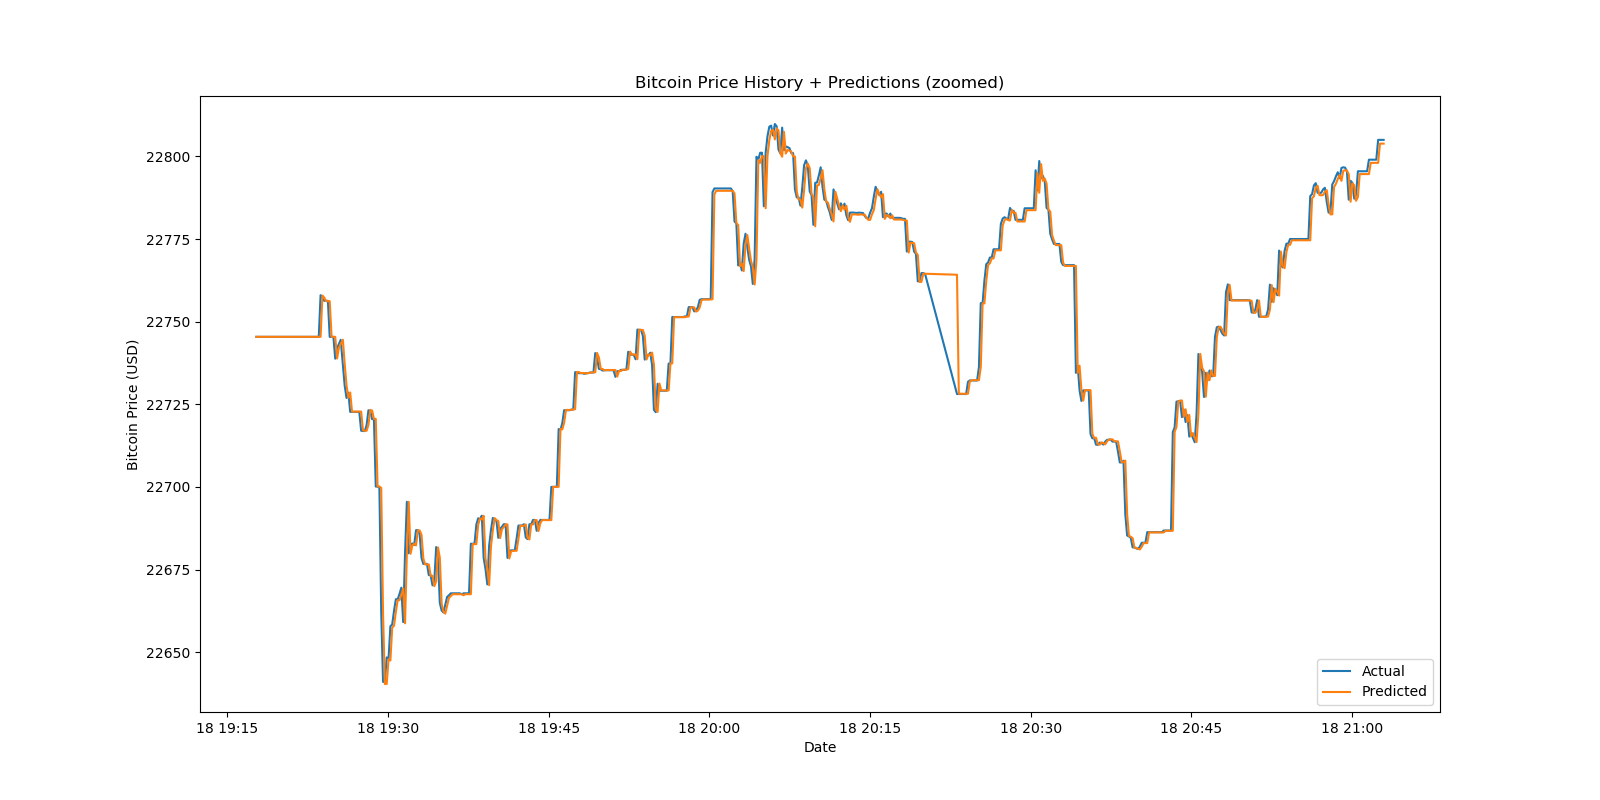 Bitcoin Price History + Predictions (zoomed)
22800
22775
22750
22725
22700
22675
22650
Bitcoin Price (USD)
Actual
Predicted
18 19:15 18 19:30 18 19:45 18 20:00 18 20:15 18 20:30 18 20:45 18 21:00
Date